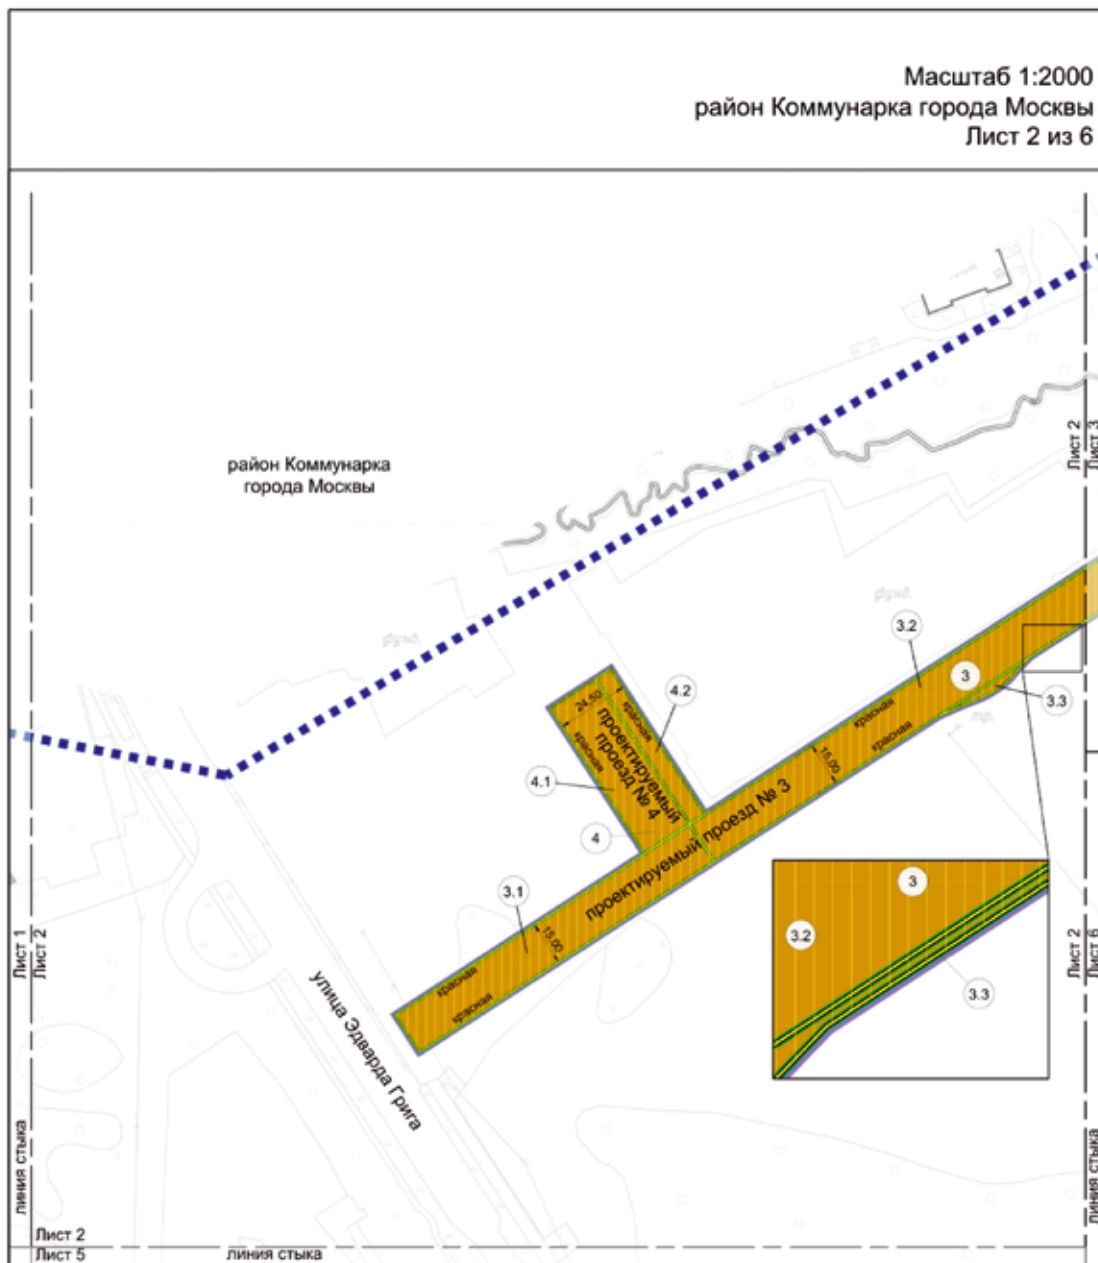 Масштаб 1:2000
район Коммунарка города Москвы
Лист 2 из 6
район Коммунарка
города Москвы
Лист 2
Лист 3
фунд.
фунд.
3.2
3
3.3
тр.
4.2
24,50
красная
красная
проектируемый
проезд № 4
4.1
4
красная
красная
15,00
проектируемый проезд № 3
3.1
15,00
красная
красная
3
3.2
3.3
улица Эдварда Грига
Лист 1
Лист 2
Лист 2
Лист 6
линия стыка
линия стыка
Лист 2
Лист 5
линия стыка